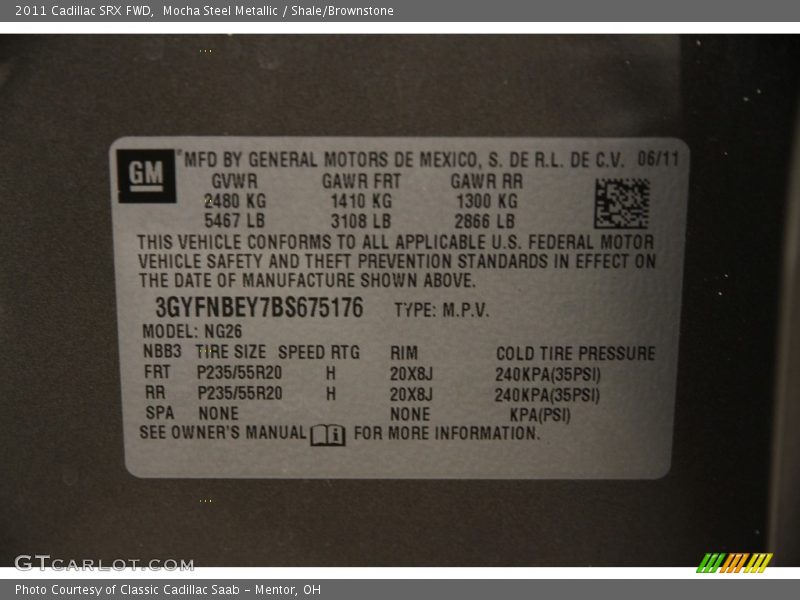 2011 Cadillac SRX FWD, Mocha Steel Metallic / Shale/Brownstone
GM
MFD BY GENERAL MOTORS DE MEXICO, S. DE R.L. DE C.V. 06/11
GVWR GAWR FRT GAWR RR
2480 KG 1410 KG 1300 KG
5467 LB 3108 LB 2866 LB
THIS VEHICLE CONFORMS TO ALL APPLICABLE U.S. FEDERAL MOTOR
VEHICLE SAFETY AND THEFT PREVENTION STANDARDS IN EFFECT ON
THE DATE OF MANUFACTURE SHOWN ABOVE.
3GYFNBEY7BS675176 TYPE: M.P.V.
MODEL: NG26
NBB3 TIRE SIZE SPEED RTG RIM COLD TIRE PRESSURE
FRT P235/55R20 H 20X8J 240KPA(35PSI)
RR P235/55R20 H 20X8J 240KPA(35PSI)
SPA NONE NONE KPA(PSI)
SEE OWNER'S MANUAL FOR MORE INFORMATION.
GTCARLOT.COM
Photo Courtesy of Classic Cadillac Saab - Mentor, OH